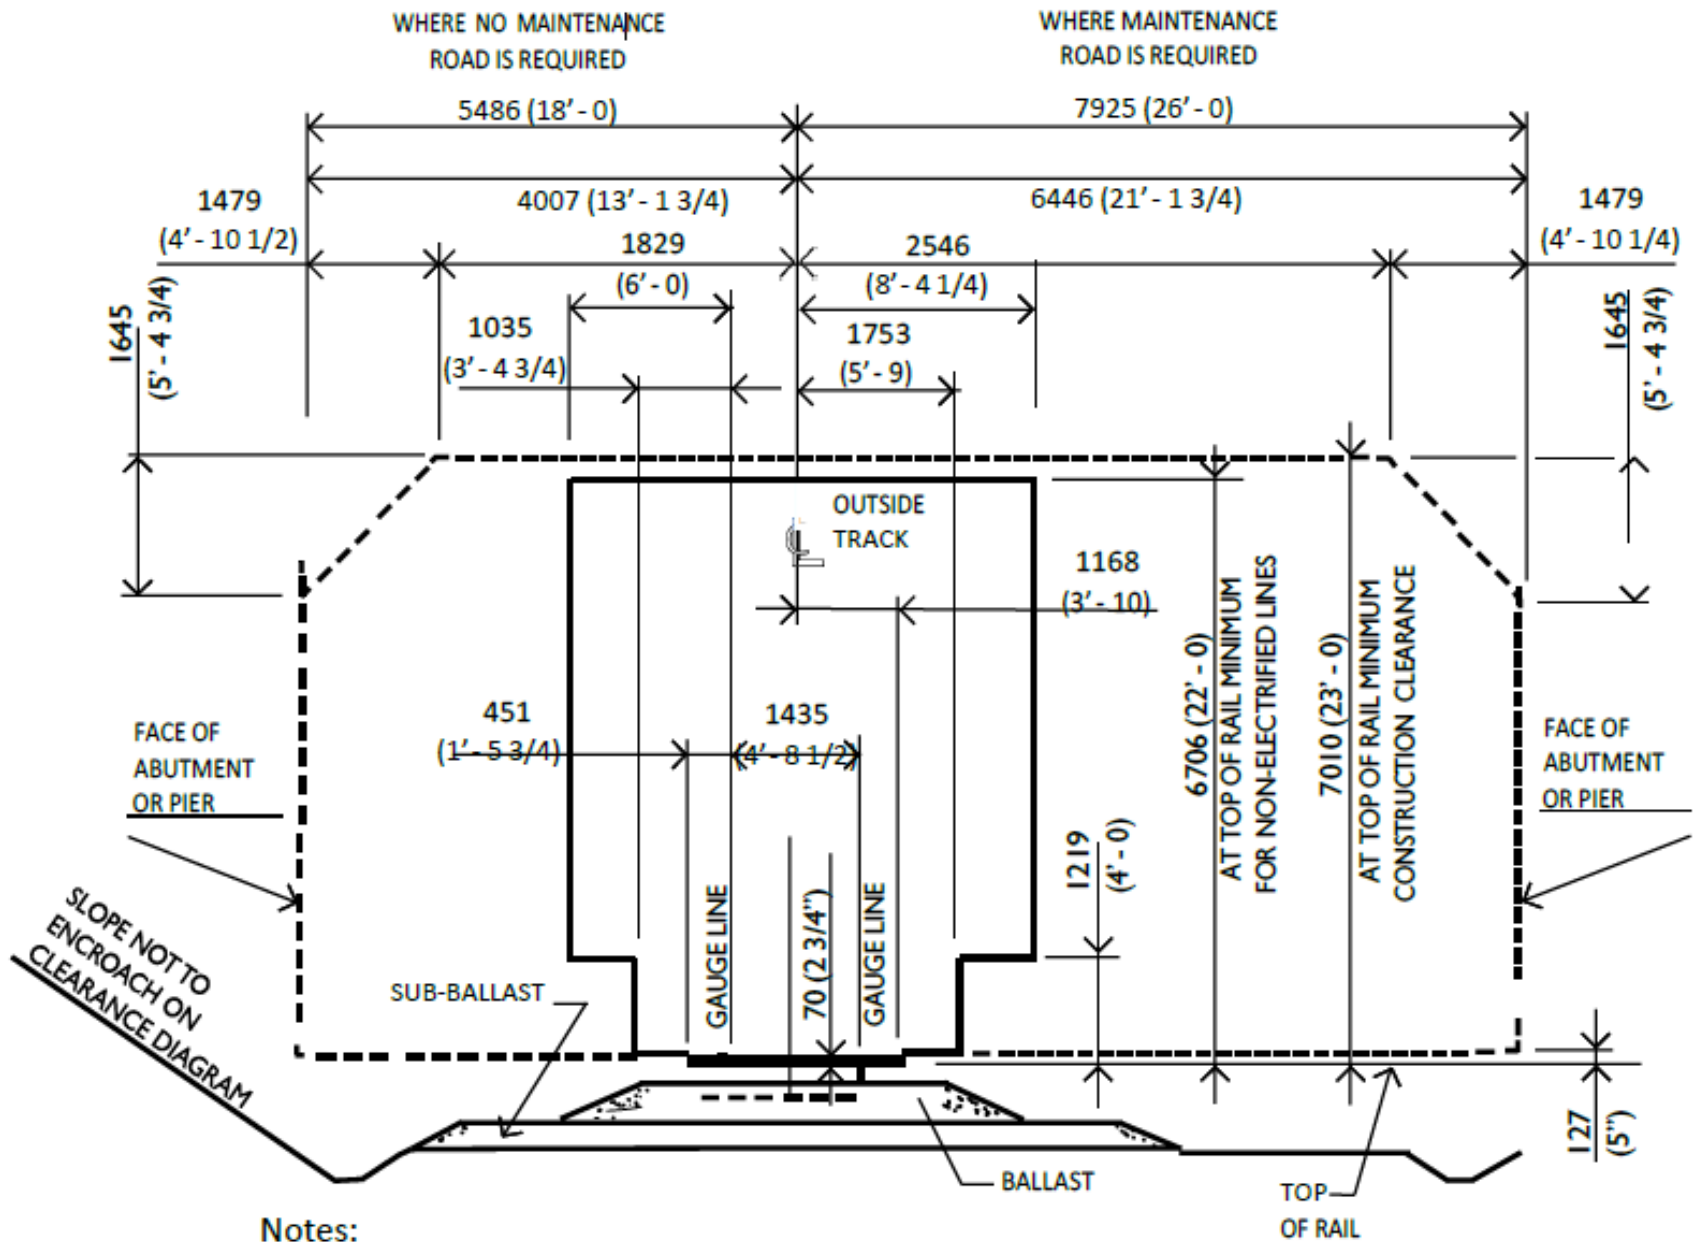 WHERE NO MAINTENANCE
ROAD IS REQUIRED
WHERE MAINTENANCE
ROAD IS REQUIRED
5486 (18' - 0)
7925 (26' - 0)
4007 (13' - 1 3/4)
6446 (21' - 1 3/4)
1479
(4' - 10 1/2)
1479
(4' - 10 1/4)
1829
(6' - 0)
2546
(8' - 4 1/4)
1645
(5' - 4 3/4)
1645
(5' - 4 3/4)
1035
(3' - 4 3/4)
1753
(5' - 9)
OUTSIDE
TRACK
CL
1168
(3' - 10)
451
(1' - 5 3/4)
1435
(4' - 8 1/2)
6706 (22' - 0)
AT TOP OF RAIL MINIMUM
FOR NON-ELECTRIFIED LINES
7010 (23' - 0)
AT TOP OF RAIL MINIMUM
CONSTRUCTION CLEARANCE
FACE OF
ABUTMENT
OR PIER
FACE OF
ABUTMENT
OR PIER
1219
(4' - 0)
GAUGE LINE
70 (2 3/4")
GAUGE LINE
SLOPE NOT TO
ENCROACH ON
CLEARANCE DIAGRAM
SUB-BALLAST
127
(5")
BALLAST
TOP
OF RAIL
Notes: